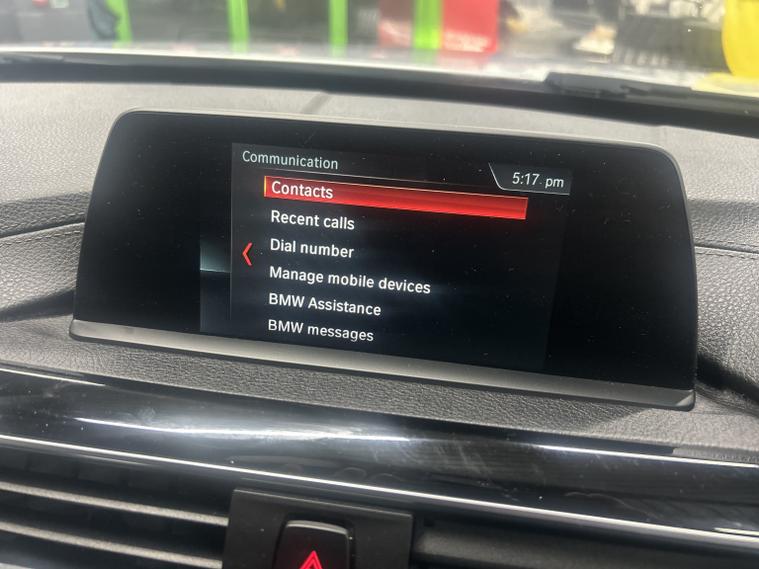 Communication
5:17 pm
Contacts
Recent calls
Dial number
Manage mobile devices
BMW Assistance
BMW messages